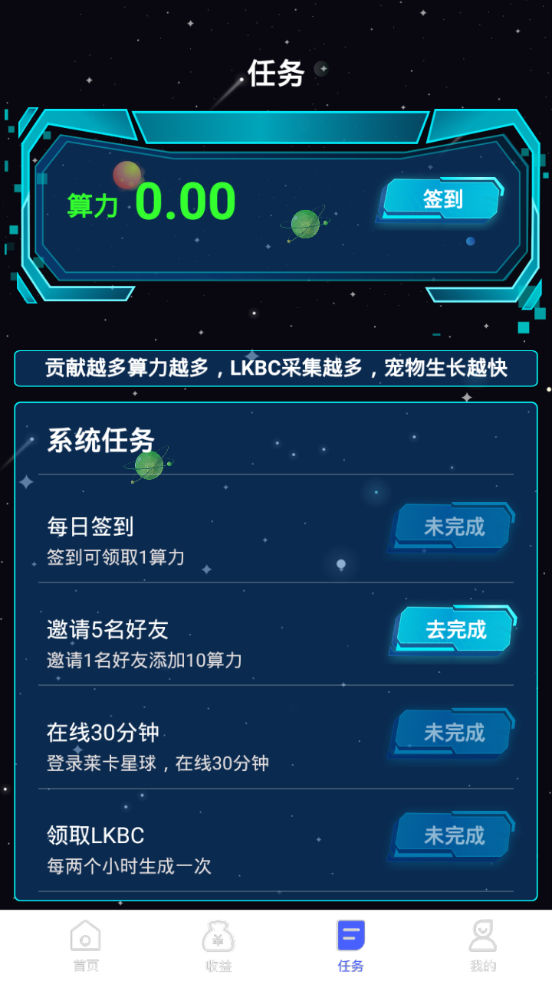 任务
算力 0.00
签到
贡献越多算力越多，LKBC采集越多，宠物生长越快
系统任务
每日签到
签到可领取1算力
未完成
邀请5名好友
邀请1名好友添加10算力
去完成
在线30分钟
登录莱卡星球，在线30分钟
未完成
领取LKBC
每两个小时生成一次
未完成
首页
收益
任务
我的